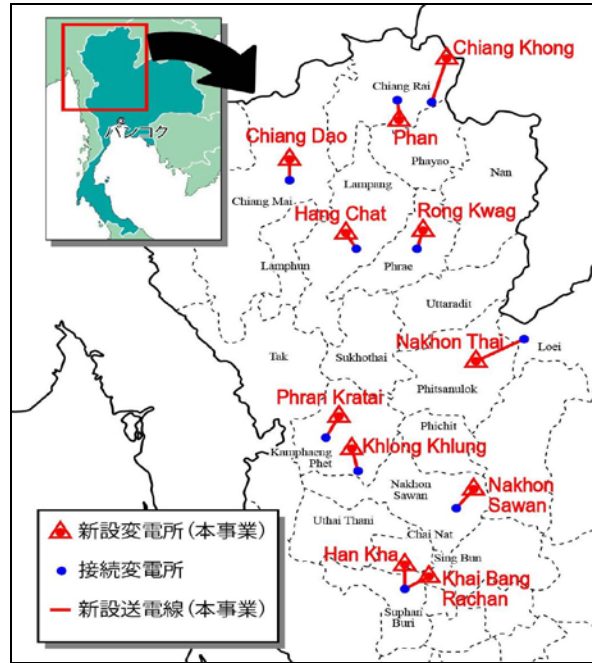 Chiang Khong
Chiang Rai
バンコク
Chiang Dao
Phan
Phayao
Nan
Lampang
Chiang Mai
Hang Chat
Rong Kwag
Lamphun
Phrae
Uttaradit
Nakhon Thai
Loei
Tak
Sukhothai
Phitsanulok
Phran Kratai
Phichit
Khlong Khlung
Kamphaeng
Phet
Nakhon
Sawan
Nakhon
Sawan
Uthai Thani
Chai Nat
Han Kha
Sing Buri
Khai Bang
Rachan
Suphan
Buri
新設変電所(本事業)
接続変電所
新設送電線(本事業)